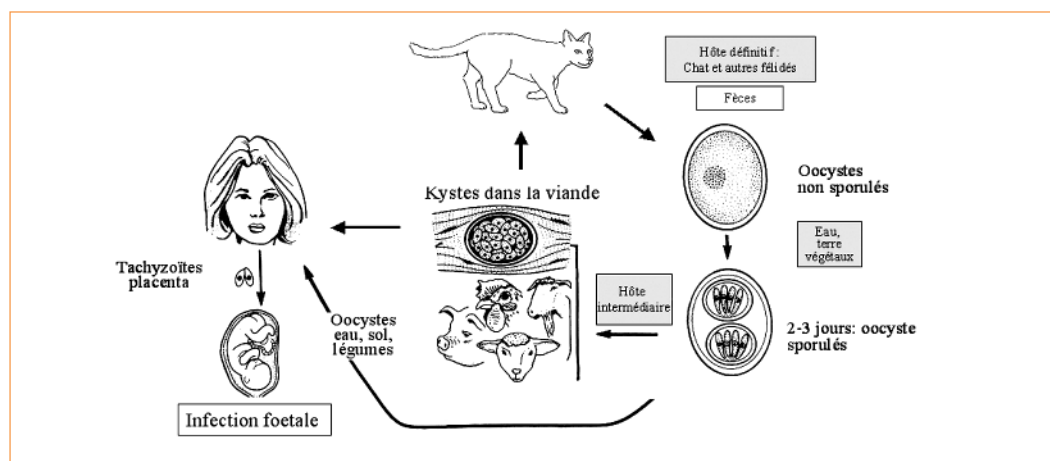 Hôte définitif :
Chat et autres félidés
Fèces
Oocystes
non sporulés
Kystes dans la viande
Eau,
terre
végétaux
Tachyzoïtes
placenta
Hôte
intermédiaire
Oocystes
eau, sol,
légumes
2-3 jours: oocyste
sporulés
Infection foetale